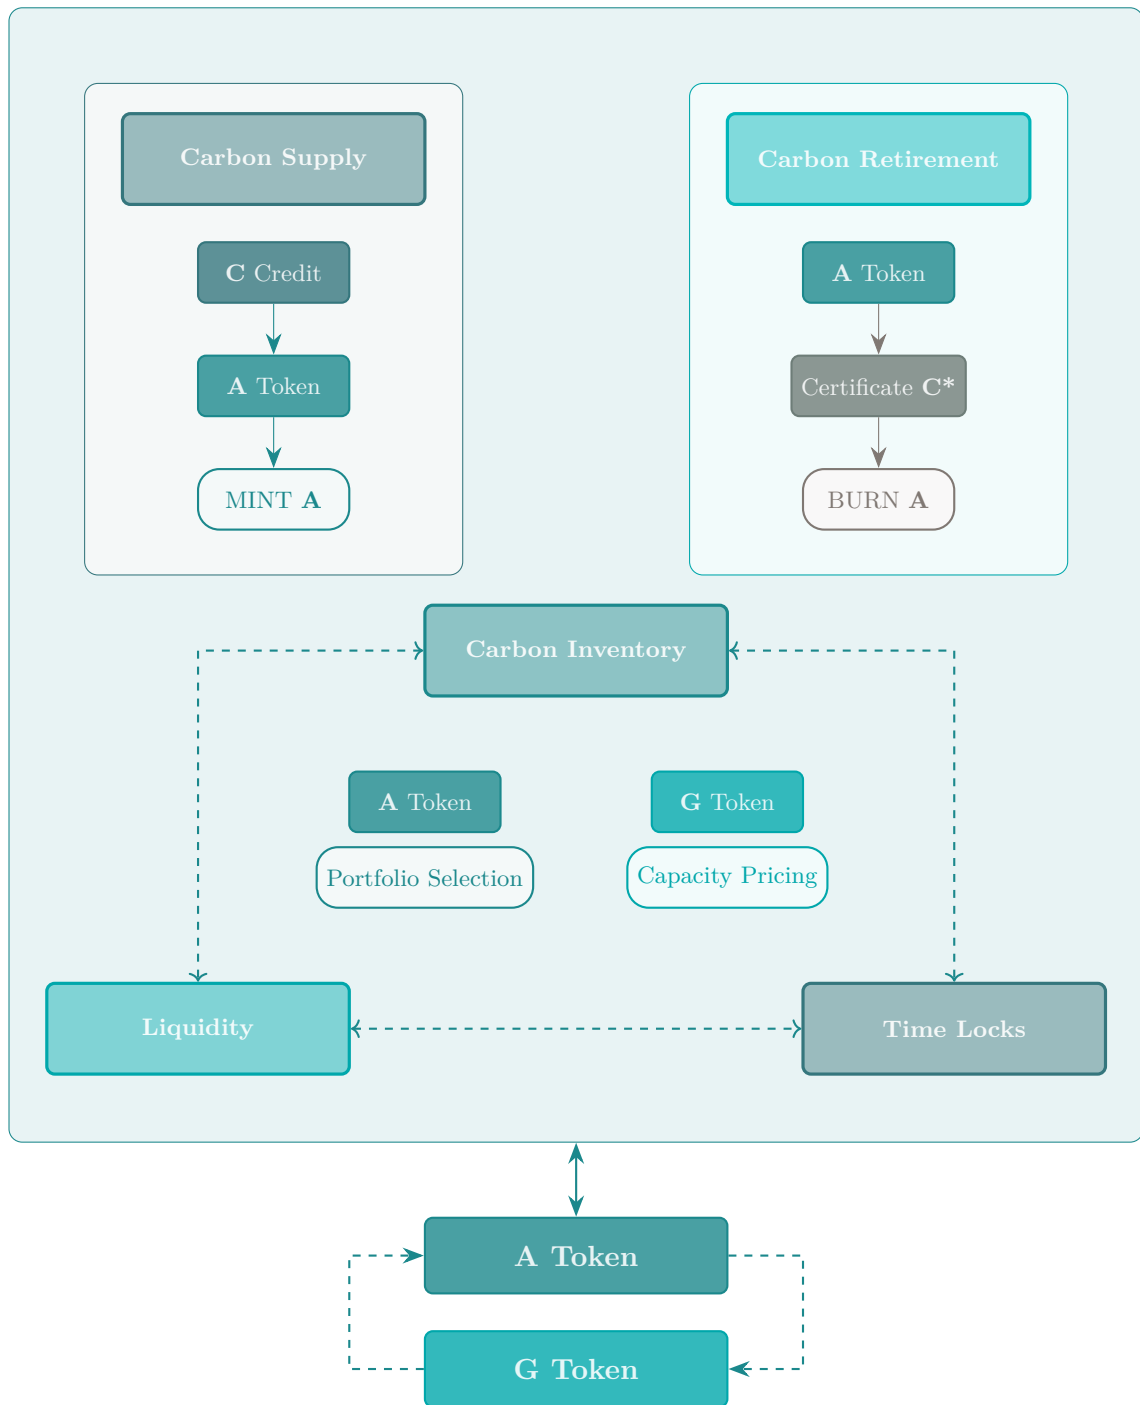 Carbon Supply
C Credit
A Token
MINT A
Carbon Retirement
A Token
Certificate C*
BURN A
Carbon Inventory
A Token
Portfolio Selection
G Token
Capacity Pricing
Liquidity
Time Locks
A Token
G Token